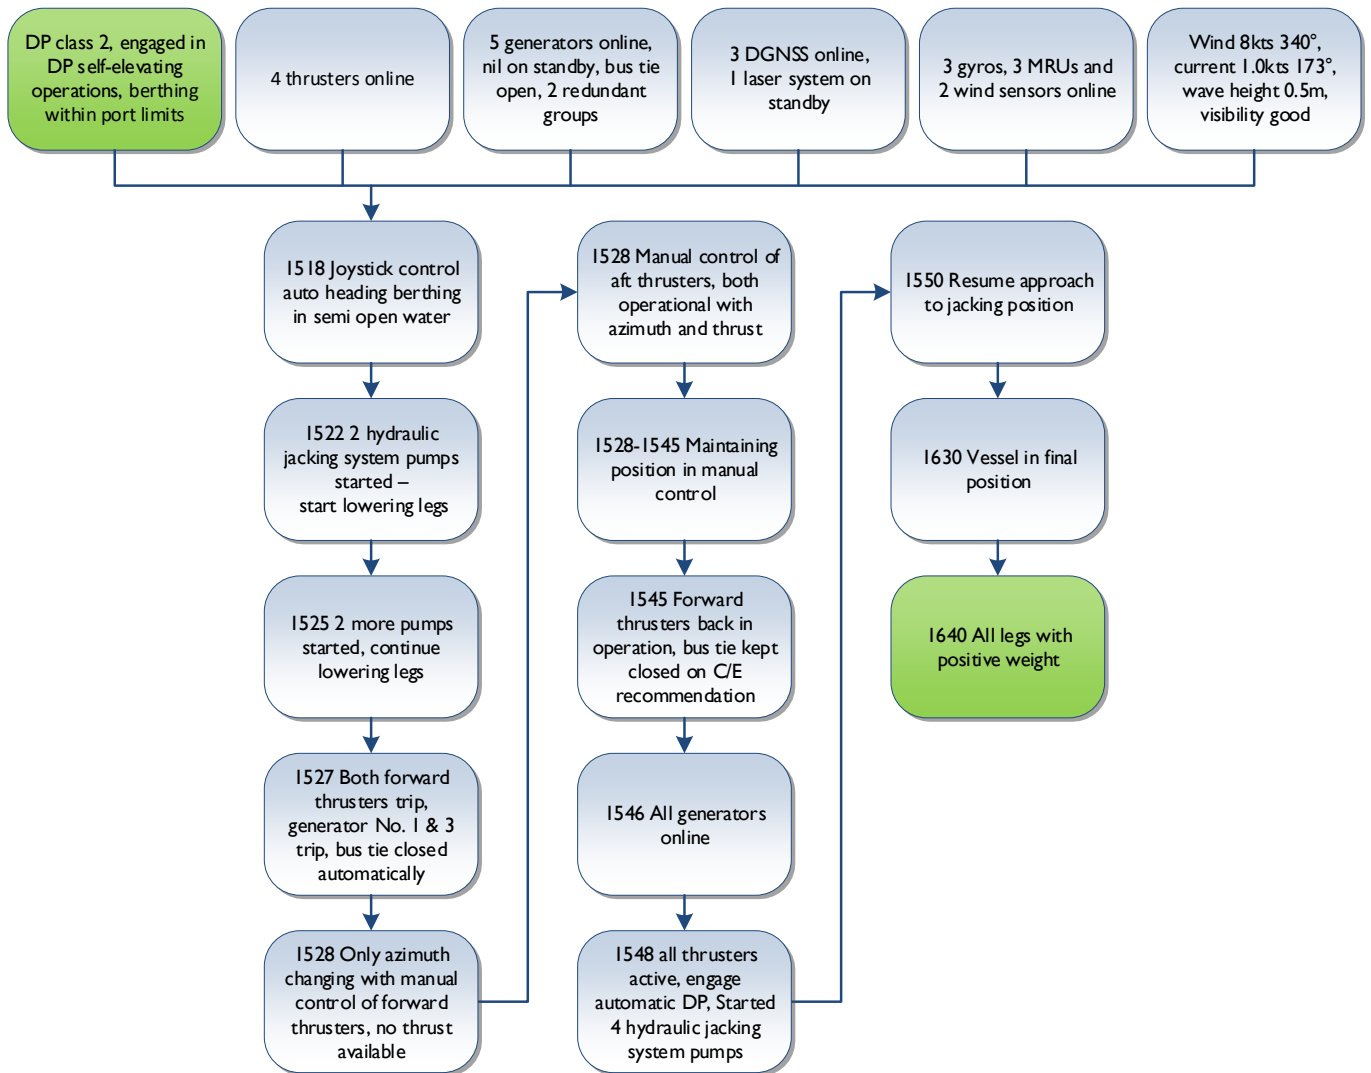 DP class 2, engaged in
DP self-elevating
operations, berthing
within port limits
4 thrusters online
5 generators online,
nil on standby, bus tie
open, 2 redundant
groups
3 DGNSS online,
1 laser system on
standby
3 gyros, 3 MRUs and
2 wind sensors online
Wind 8kts 340°,
current 1.0kts 173°,
wave height 0.5m,
visibility good
1518 Joystick control
auto heading berthing
in semi open water
1522 2 hydraulic
jacking system pumps
started –
start lowering legs
1525 2 more pumps
started, continue
lowering legs
1527 Both forward
thrusters trip,
generator No. 1 & 3
trip, bus tie closed
automatically
1528 Only azimuth
changing with manual
control of forward
thrusters, no thrust
available
1528 Manual control of
aft thrusters, both
operational with
azimuth and thrust
1528-1545 Maintaining
position in manual
control
1545 Forward
thrusters back in
operation, bus tie kept
closed on C/E
recommendation
1546 All generators
online
1548 all thrusters
active, engage
automatic DP, Started
4 hydraulic jacking
system pumps
1550 Resume approach
to jacking position
1630 Vessel in final
position
1640 All legs with
positive weight